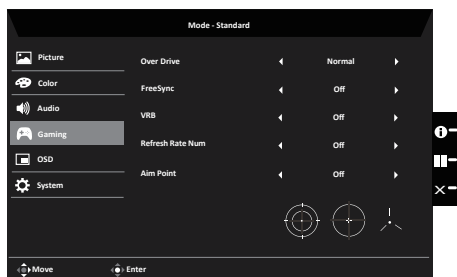 Mode - Standard
Picture
Color
Audio
Gaming
OSD
System
Over Drive Normal
FreeSync Off
VRB Off
Refresh Rate Num Off
Aim Point Off
Move Enter